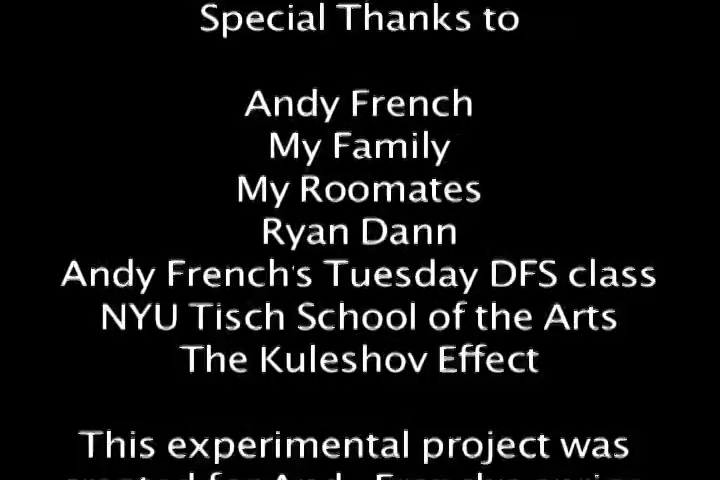 Special Thanks to
Andy French
My Family
My Roomates
Ryan Dann
Andy French's Tuesday DFS class
NYU Tisch School of the Arts
The Kuleshov Effect
This experimental project was